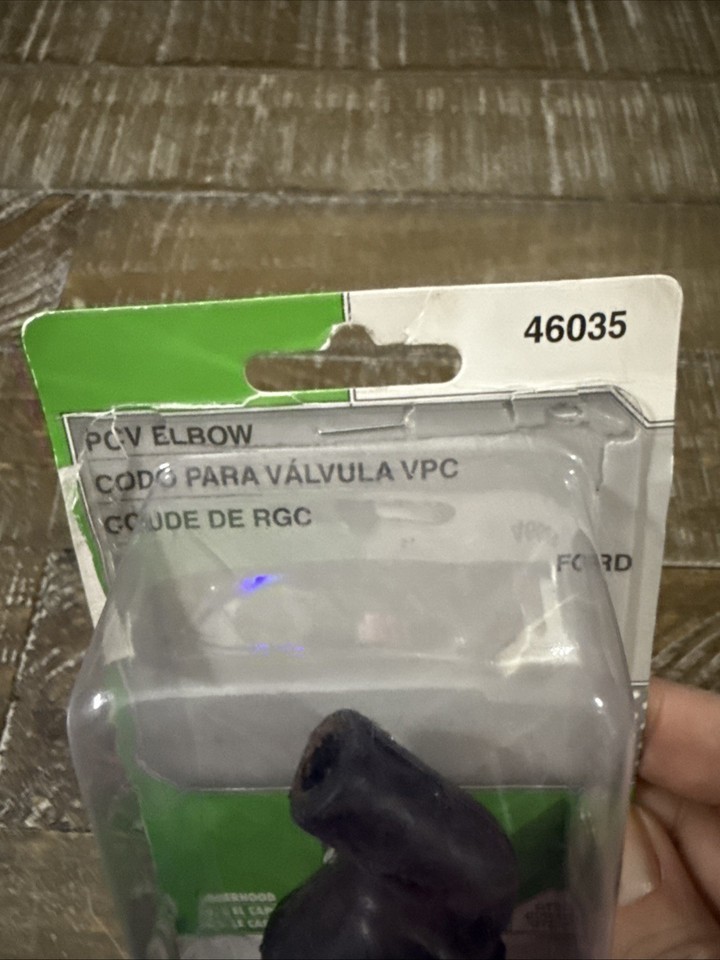 46035
PCV ELBOW
CODO PARA VÁLVULA VPC
COUDE DE RGC
FORD